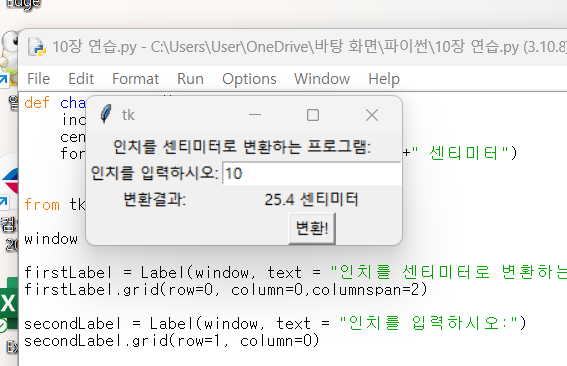 Edge
10장 연습.py - C:\Users\User\OneDrive\바탕 화면\파이썬\10장 연습.py (3.10.8)
File Edit Format Run Options Window Help
def cha
inc
cen
for +" 센티미터")
tk
인치를 센티미터로 변환하는 프로그램:
인치를 입력하시오: 10
변환결과: 25.4 센티미터
변환!
from tk
window
firstLabel = Label(window, text = "인치를 센티미터로 변환하는
firstLabel.grid(row=0, column=0,columnspan=2)
secondLabel = Label(window, text = "인치를 입력하시오:")
secondLabel.grid(row=1, column=0)